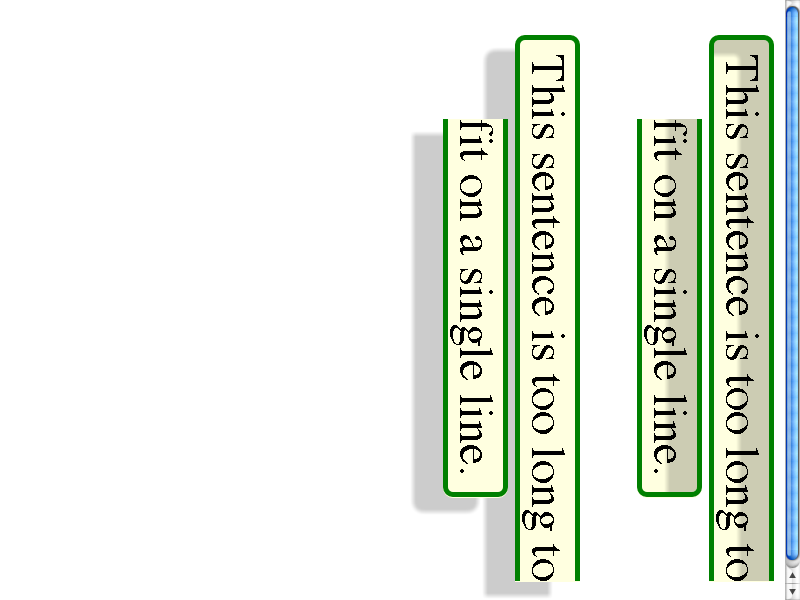 This sentence is too long to
fit on a single line.
This sentence is too long to
fit on a single line.